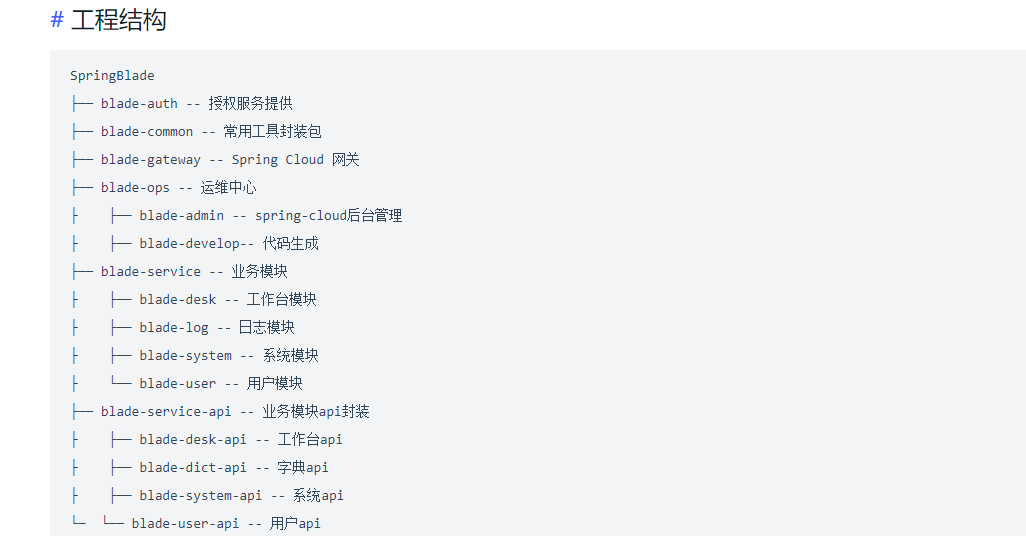 # 工程结构
SpringBlade
├── blade-auth -- 授权服务提供
├── blade-common -- 常用工具封装包
├── blade-gateway -- Spring Cloud 网关
├── blade-ops -- 运维中心
├    ├── blade-admin -- spring-cloud后台管理
├    ├── blade-develop-- 代码生成
├── blade-service -- 业务模块
├    ├── blade-desk -- 工作台模块
├    ├── blade-log -- 日志模块
├    ├── blade-system -- 系统模块
├    └── blade-user -- 用户模块
├── blade-service-api -- 业务模块api封装
├    ├── blade-desk-api -- 工作台api
├    ├── blade-dict-api -- 字典api
├    ├── blade-system-api -- 系统api
└─  └── blade-user-api -- 用户api